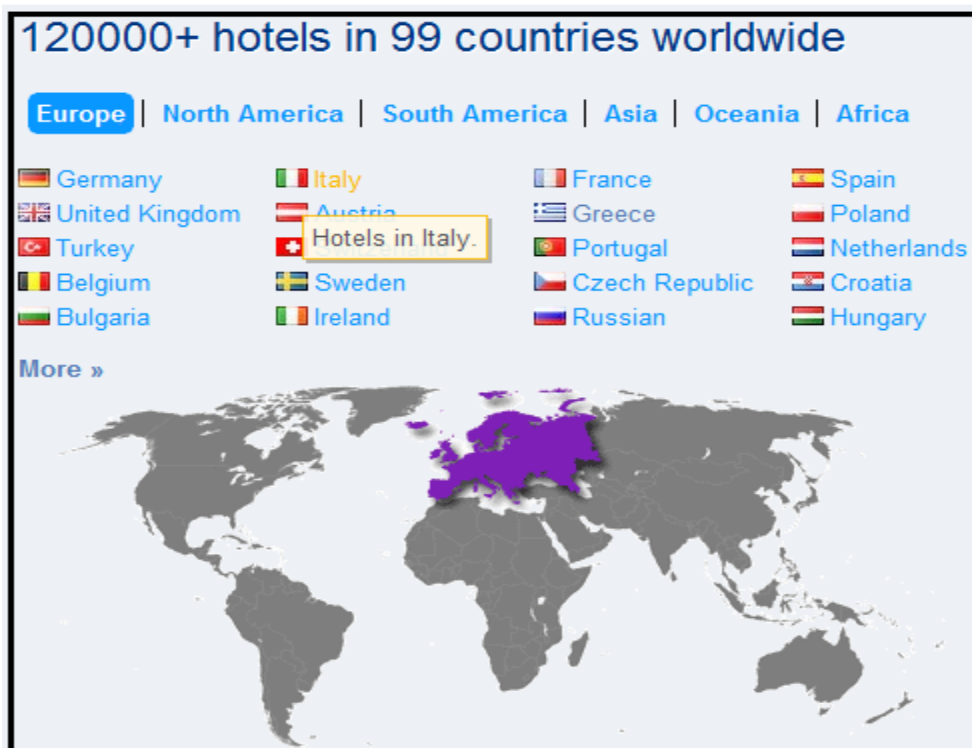 120000+ hotels in 99 countries worldwide
Europe | North America | South America | Asia | Oceania | Africa
Germany Italy France Spain
United Kingdom Austria Greece Poland
Hotels in Italy.
Turkey Switzerland Portugal Netherlands
Belgium Sweden Czech Republic Croatia
Bulgaria Ireland Russian Hungary
More »